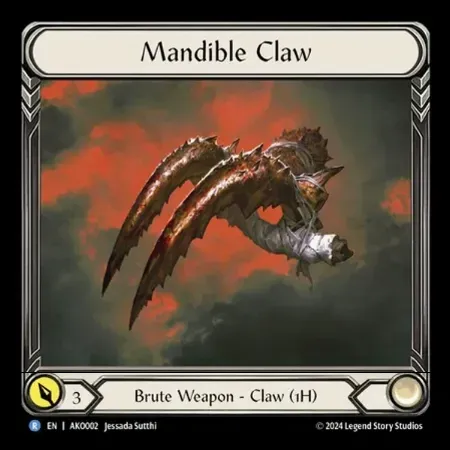 Mandible Claw
3
Brute Weapon - Claw (1H)
R EN | AKO002 Jessada Sutthi
© 2024 Legend Story Studios